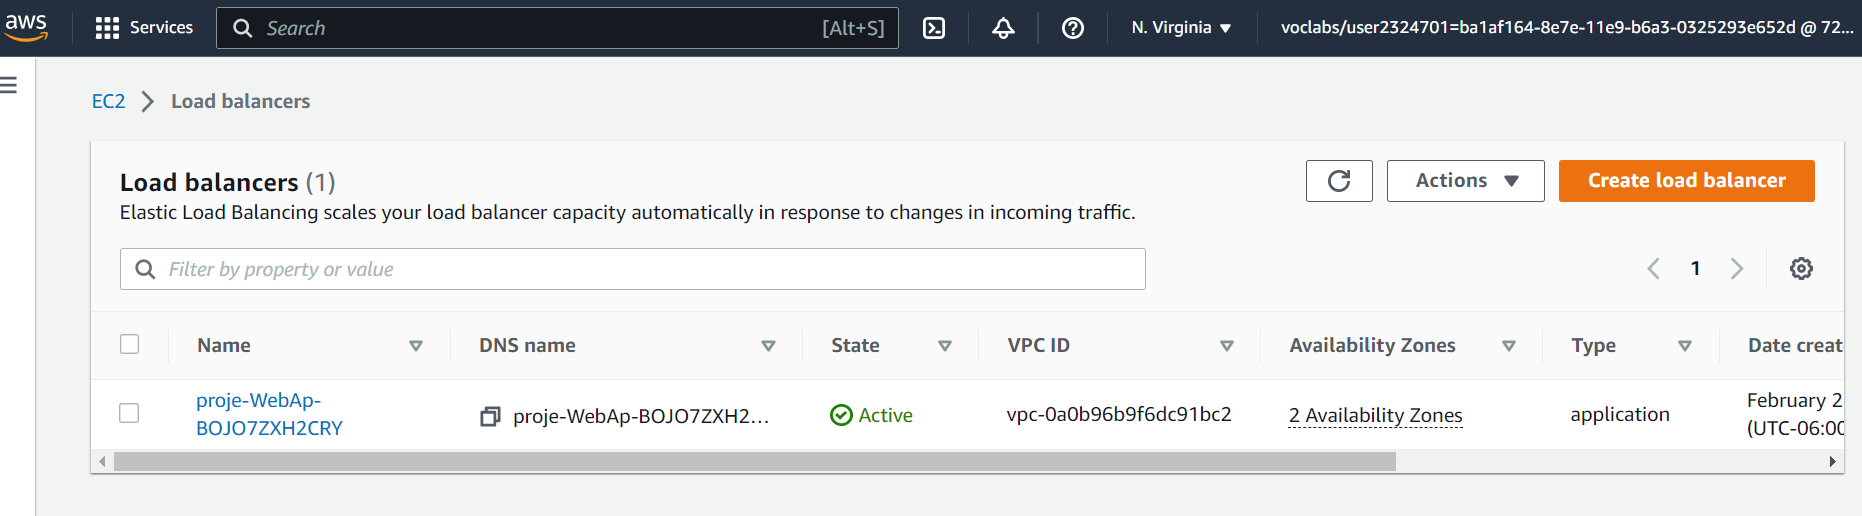 aws
Services
Search
[Alt+S]
N. Virginia
voclabs/user2324701=ba1af164-8e7e-11e9-b6a3-0325293e652d @ 72...
EC2
Load balancers
Load balancers (1)
Actions
Create load balancer
Elastic Load Balancing scales your load balancer capacity automatically in response to changes in incoming traffic.
Filter by property or value
1
Name
DNS name
State
VPC ID
Availability Zones
Type
Date creat
proje-WebAp-
BOJO7ZXH2CRY
proje-WebAp-BOJO7ZXH2...
Active
vpc-0a0b96b9f6dc91bc2
2 Availability Zones
application
February 2
(UTC-06:00